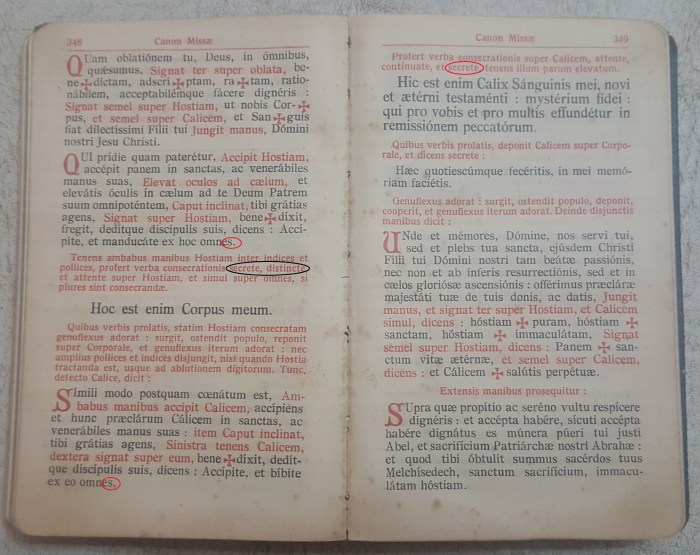 348 Canon Missæ
QUam oblatiónem tu, Deus, in ómnibus,
quǽsumus, Signat ter super oblata, be-
ne✠dictam, adscri✠ptam, ra✠tam, ratio-
nábilem, acceptabilémque fácere dignéris :
Signat semel super Hostiam, ut nobis Cor-✠
pus, et semel super Calicem, et San✠guis
fiat dilectíssimi Fílii tui Jungit manus, Dómini
nostri Jesu Christi.
QUI prídie quam paterétur, Accipit Hostiam,
accépit panem in sanctas, ac venerábiles
manus suas, Elevat oculos ad cælum, et
elevátis óculis in cælum ad te Deum Patrem
suum omnipoténtem, Caput inclinat, tibi grátias
agens, Signat super Hostiam, bene✠díxit,
fregit, dedítque discípulis suis, dicens : Accí-
pite, et manducáte ex hoc omnes.
Tenens ambabus manibus Hostiam inter indices et
pollices, profert verba consecrationis secrete, distincte
et attente super Hostiam, et simul super omnes, si
plures sint consecrandæ.
Hoc est enim Corpus meum.
Quibus verbis prolatis, statim Hostiam consecratam
genuflexus adorat : surgit, ostendit populo, reponit
super Corporale, et genuflexus iterum adorat : nec
amplius pollices et indices disjungit, nisi quando Hostia
tractanda est, usque ad ablutionem digitorum. Tunc,
detecto Calice, dicit :
SImili modo postquam cœnátum est, Am-
babus manibus accipit Calicem, accípiens
et hunc præclárum Cálicem in sanctas, ac
venerábiles manus suas : item Caput inclinat,
tibi grátias agens, Sinistra tenens Calicem,
dextera signat super eum, bene✠díxit, dedít-
que discípulis suis, dicens : Accípite, et bíbite
ex eo omnes.
Canon Missæ 349
Profert verba consecrationis super Calicem, attente,
continuate, et secrete, tenens illum parum elevatum.
Hic est enim Calix Sánguinis mei, novi
et ætérni testaménti : mystérium fídei :
qui pro vobis et pro multis effundétur in
remissiónem peccatórum.
Quibus verbis prolatis, deponit Calicem super Corpo-
rale, et dicens secrete :
Hæc quotiescúmque fecéritis, in mei memó-
riam faciétis.
Genuflexus adorat : surgit, ostendit populo, deponit,
cooperit, et genuflexus iterum adorat. Deinde disjunctis
manibus dicit :
UNde et mémores, Dómine, nos servi tui,
sed et plebs tua sancta, ejúsdem Christi
Fílii tui Dómini nostri tam beátæ passiónis,
nec non et ab ínferis resurrectiónis, sed et in
cælos gloriósæ ascensiónis : offérimus præcláræ
majestáti tuæ de tuis donis, ac datis, Jungit
manus, et signat ter super Hostiam, et Calicem
simul, dicens : hóstiam ✠ puram, hóstiam ✠
sanctam, hóstiam ✠ immaculátam, Signat
semel super Hostiam, dicens : Panem ✠ san-
ctum vitæ ætérnæ, et semel super Calicem,
dicens : et Cálicem ✠ salútis perpétuæ.
Extensis manibus prosequitur :
SUpra quæ propítio ac seréno vultu respícere
dignéris : et accépta habére, sícuti accépta
habére dignátus es múnera púeri tui justi
Abel, et sacrifícium Patriárchæ nostri Abrahæ :
et quod tibi óbtulit summus sacérdos tuus
Melchísedech, sanctum sacrifícium, immacu-
látam hóstiam.